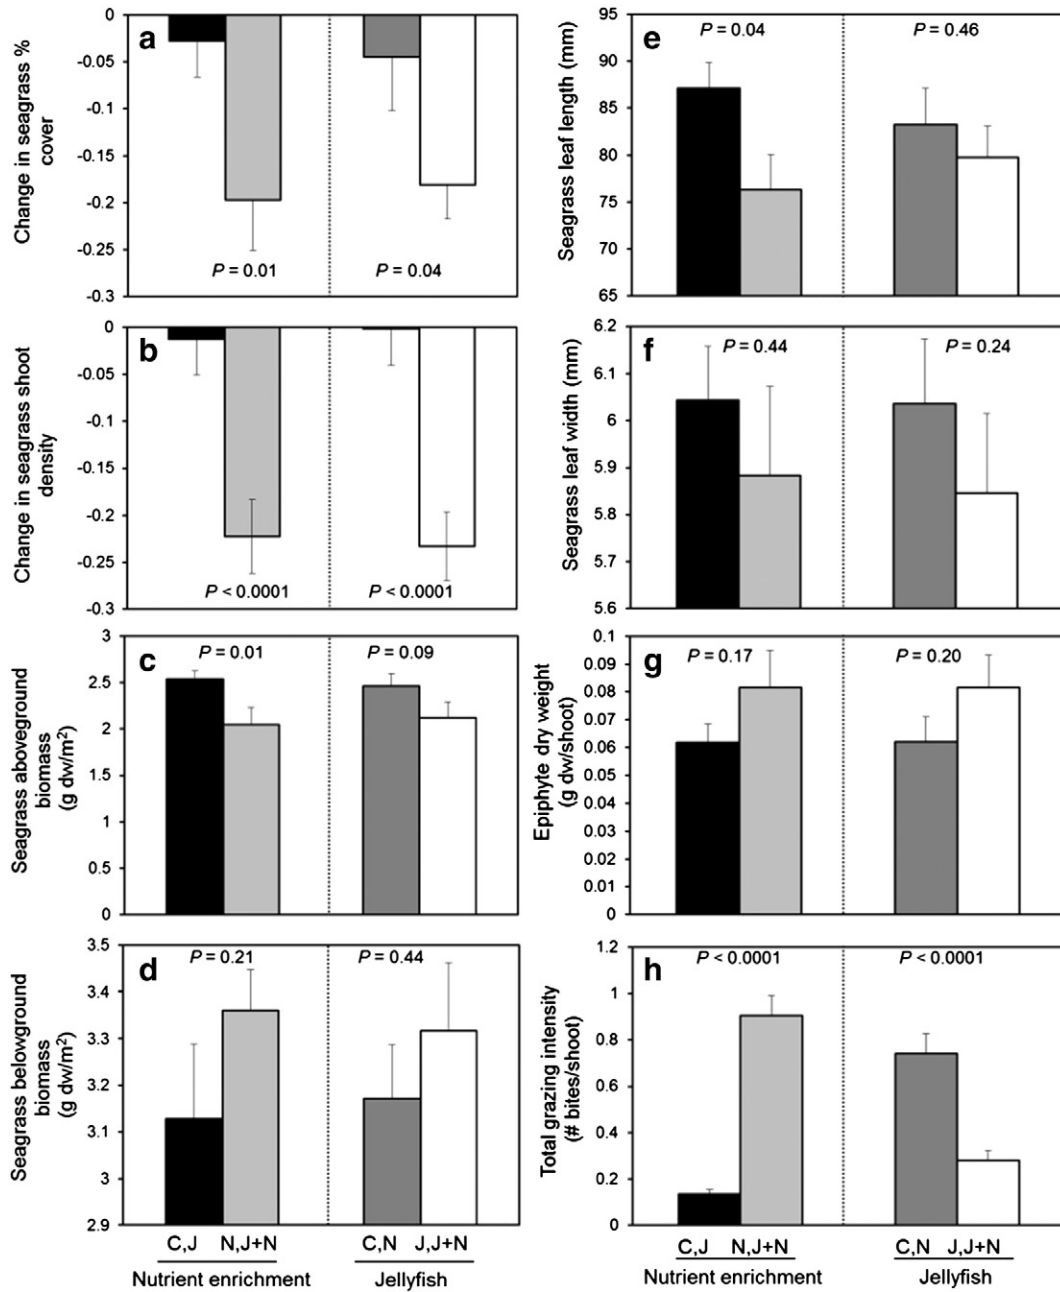 a
Change in seagrass %
cover
0
-0.05
-0.1
-0.15
-0.2
-0.25
-0.3
P = 0.01
P = 0.04
b
Change in seagrass shoot
density
0
-0.05
-0.1
-0.15
-0.2
-0.25
-0.3
P < 0.0001
P < 0.0001
c
Seagrass aboveground
biomass
(g dw/m²)
3
2.5
2
1.5
1
0.5
0
P = 0.01
P = 0.09
d
Seagrass belowground
biomass
(g dw/m²)
3.5
3.4
3.3
3.2
3.1
3
2.9
P = 0.21
P = 0.44
C,J N,J+N
C,N J,J+N
Nutrient enrichment
Jellyfish
e
Seagrass leaf length (mm)
95
90
85
80
75
70
65
P = 0.04
P = 0.46
f
Seagrass leaf width (mm)
6.2
6.1
6
5.9
5.8
5.7
5.6
P = 0.44
P = 0.24
g
Epiphyte dry weight
(g dw/shoot)
0.1
0.09
0.08
0.07
0.06
0.05
0.04
0.03
0.02
0.01
0
P = 0.17
P = 0.20
h
Total grazing intensity
(# bites/shoot)
1.2
1
0.8
0.6
0.4
0.2
0
P < 0.0001
P < 0.0001
C,J N,J+N
C,N J,J+N
Nutrient enrichment
Jellyfish